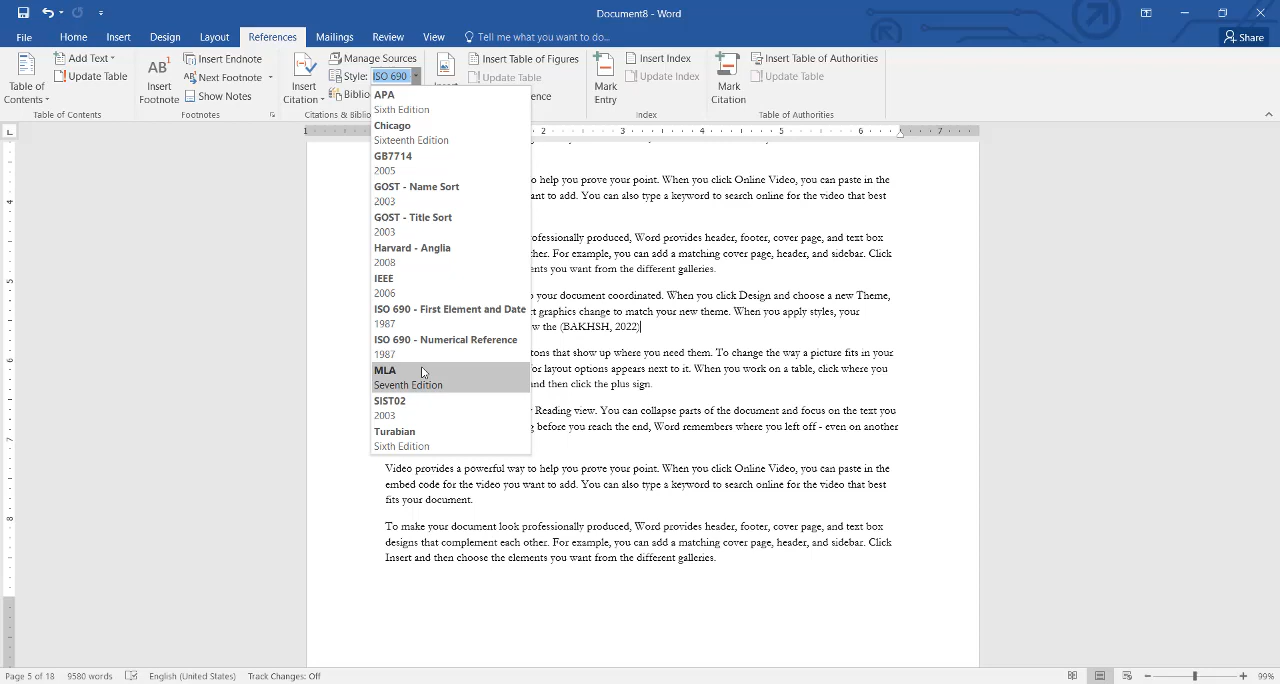 Document8 - Word
File Home Insert Design Layout References Mailings Review View Tell me what you want to do... Share
Table of Contents
Add Text
Update Table
Table of Contents
AB1
Insert Footnote
Insert Endnote
Next Footnote
Show Notes
Footnotes
Insert Citation
Manage Sources
Style: ISO 690
Biblio
Citations & Biblio
Insert Table of Figures
Update Table
Mark Entry
Insert Index
Update Index
Index
Mark Citation
Insert Table of Authorities
Update Table
Table of Authorities
APA
Sixth Edition
Chicago
Sixteenth Edition
GB7714
2005
GOST - Name Sort
2003
GOST - Title Sort
2003
Harvard - Anglia
2008
IEEE
2006
ISO 690 - First Element and Date
1987
ISO 690 - Numerical Reference
1987
MLA
Seventh Edition
SIST02
2003
Turabian
Sixth Edition
1 2 3 4 5 6 7
o help you prove your point. When you click Online Video, you can paste in the
nt to add. You can also type a keyword to search online for the video that best
ofessionally produced, Word provides header, footer, cover page, and text box
her. For example, you can add a matching cover page, header, and sidebar. Click
nts you want from the different galleries.
your document coordinated. When you click Design and choose a new Theme,
rt graphics change to match your new theme. When you apply styles, your
w the (BAKHSH, 2022)
tons that show up where you need them. To change the way a picture fits in your
or layout options appears next to it. When you work on a table, click where you
nd then click the plus sign.
Reading view. You can collapse parts of the document and focus on the text you
g before you reach the end, Word remembers where you left off - even on another
Video provides a powerful way to help you prove your point. When you click Online Video, you can paste in the
embed code for the video you want to add. You can also type a keyword to search online for the video that best
fits your document.
To make your document look professionally produced, Word provides header, footer, cover page, and text box
designs that complement each other. For example, you can add a matching cover page, header, and sidebar. Click
Insert and then choose the elements you want from the different galleries.
Page 5 of 18 9580 words English (United States) Track Changes: Off 99%